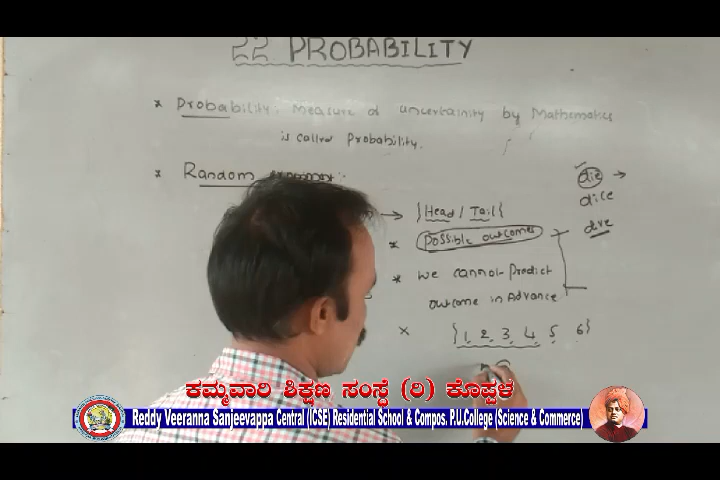 22 PROBABILITY
* Probability: Measure of uncertainity by Mathematics
is called Probability.
* Random experiment:-
→ {Head / Tail}
* Possible outcomes
* We cannot Predict
outcome in Advance
* {1, 2, 3, 4, 5, 6}
die →
dice
ಕಮ್ಮವಾರಿ ಶಿಕ್ಷಣ ಸಂಸ್ಥೆ (ರಿ) ಕೊಪ್ಪಳ
Reddy Veeranna Sanjeevappa Central (ICSE) Residential School & Compos. P.U.College (Science & Commerce)